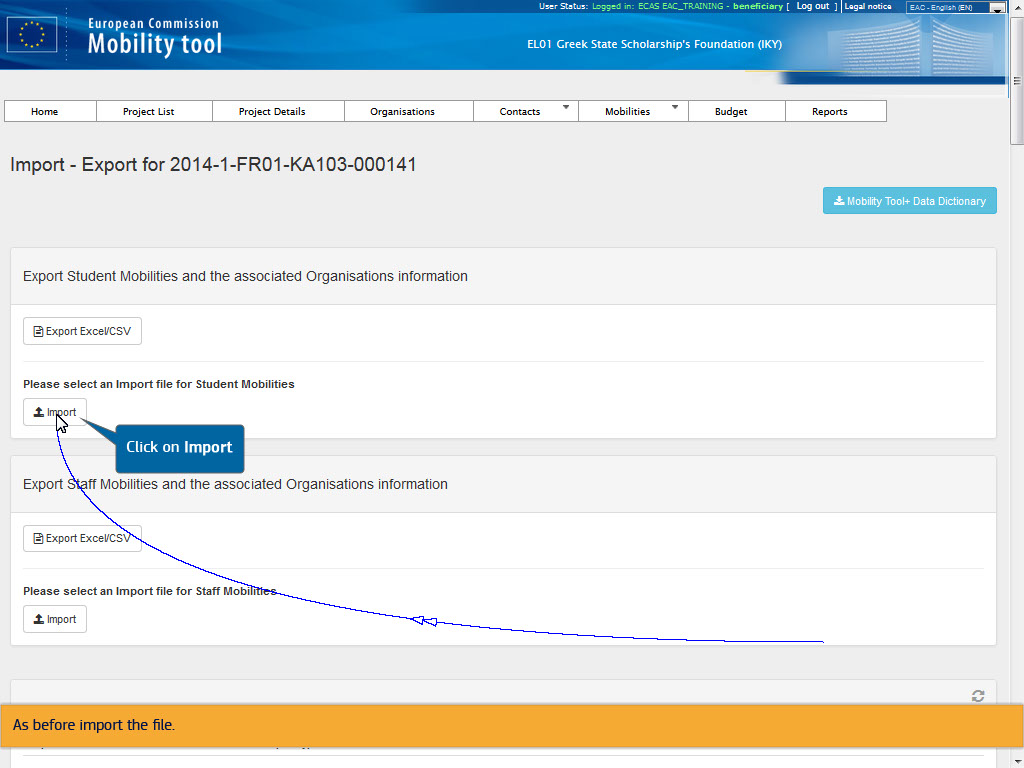 User Status: Logged in: ECAS EAC_TRAINING - beneficiary [ Log out ] Legal notice EAC - English (EN)
European Commission
Mobility tool
EL01 Greek State Scholarship's Foundation (IKY)
Home Project List Project Details Organisations Contacts Mobilities Budget Reports
Import - Export for 2014-1-FR01-KA103-000141
Mobility Tool+ Data Dictionary
Export Student Mobilities and the associated Organisations information
Export Excel/CSV
Please select an Import file for Student Mobilities
Import
Click on Import
Export Staff Mobilities and the associated Organisations information
Export Excel/CSV
Please select an Import file for Staff Mobilities
Import
As before import the file.